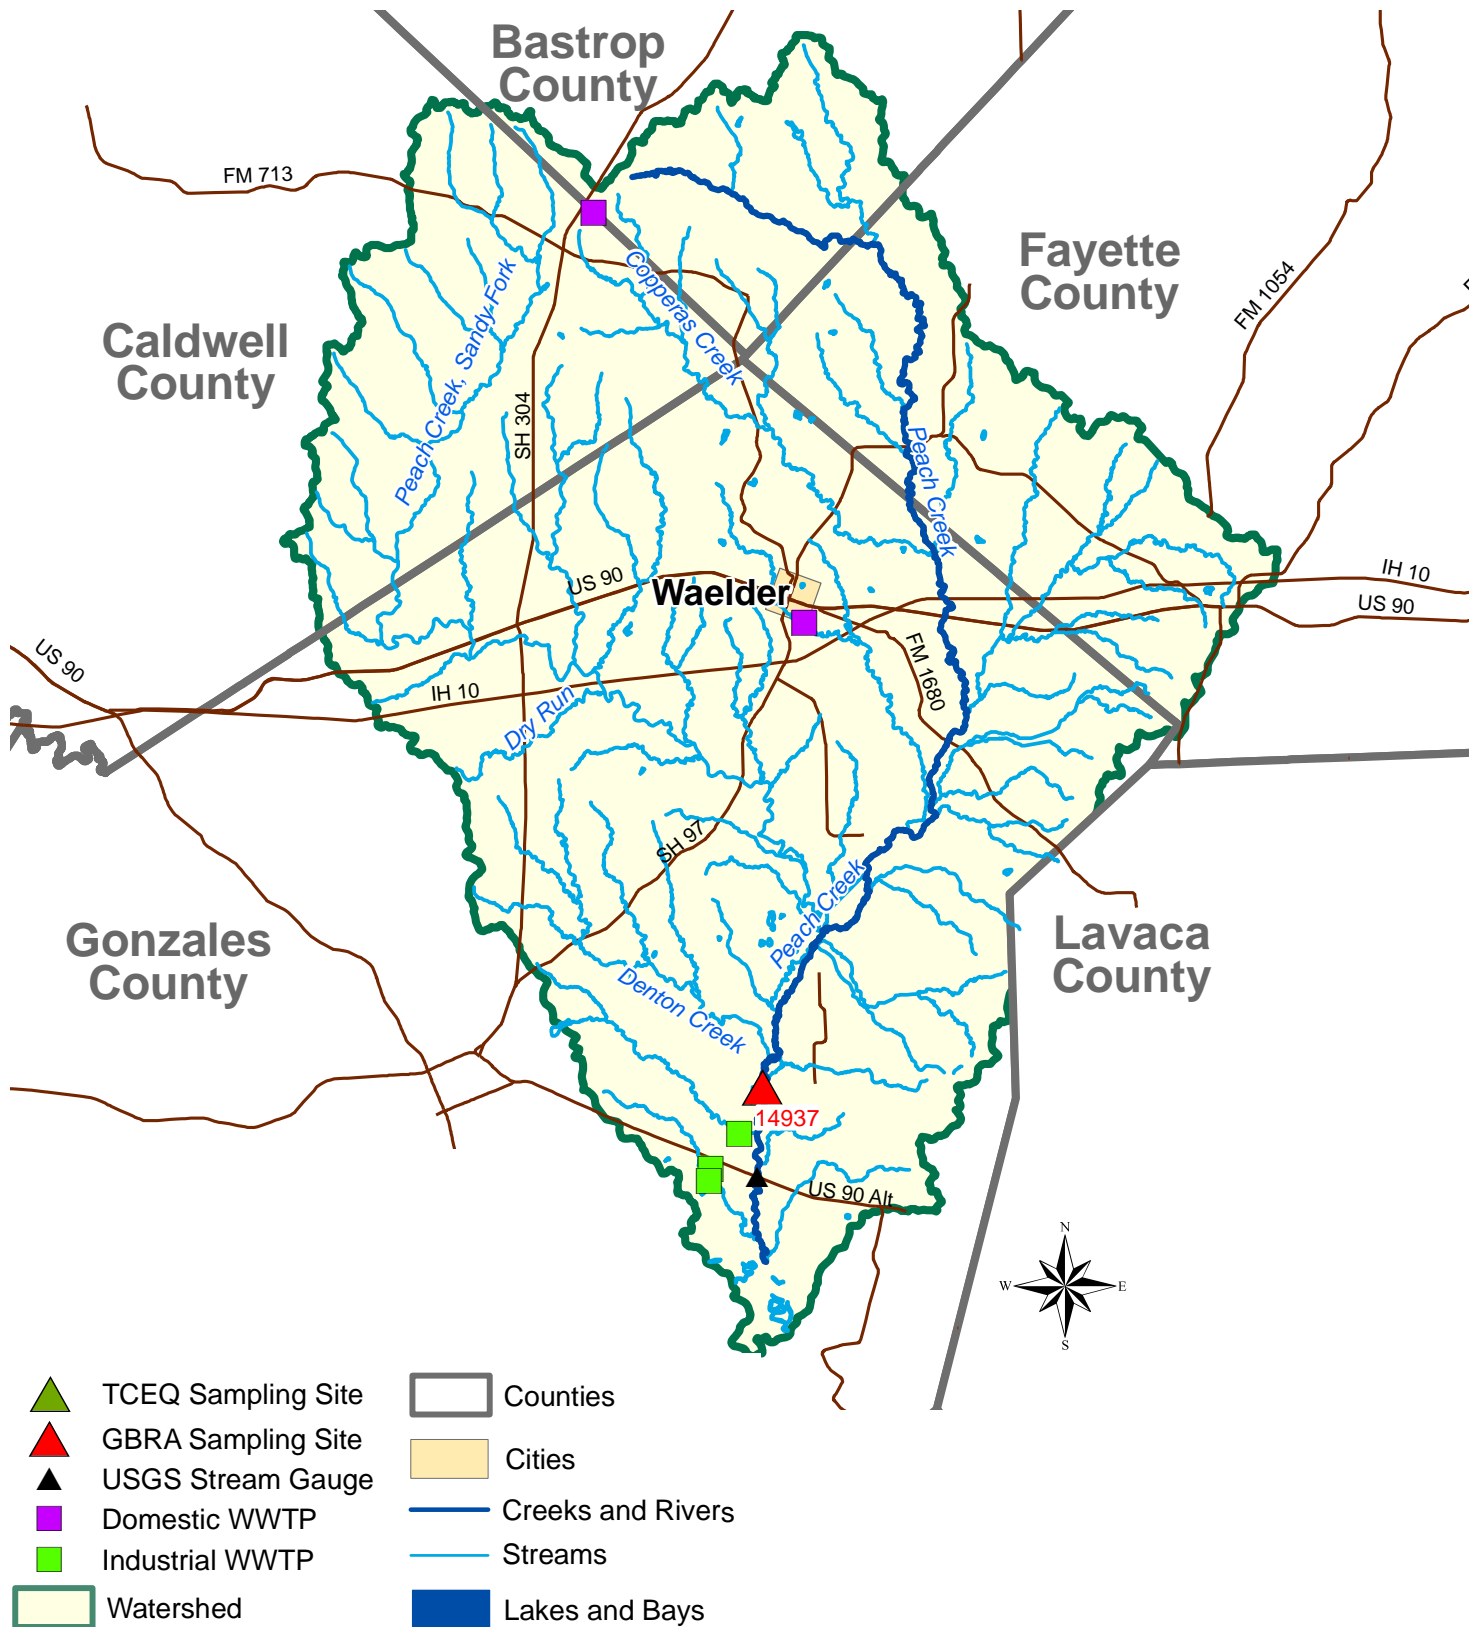 Bastrop
County
FM 713
Fayette
County
FM 1054
Copperas Creek
Peach Creek, Sandy Fork
Caldwell
County
SH 304
Peach Creek
US 90
Waelder
IH 10
US 90
US 90
FM 1680
IH 10
Dry Run
SH 97
Peach Creek
Gonzales
County
Lavaca
County
Denton Creek
14937
US 90 Alt
N
W
E
S
TCEQ Sampling Site
GBRA Sampling Site
USGS Stream Gauge
Domestic WWTP
Industrial WWTP
Watershed
Counties
Cities
Creeks and Rivers
Streams
Lakes and Bays